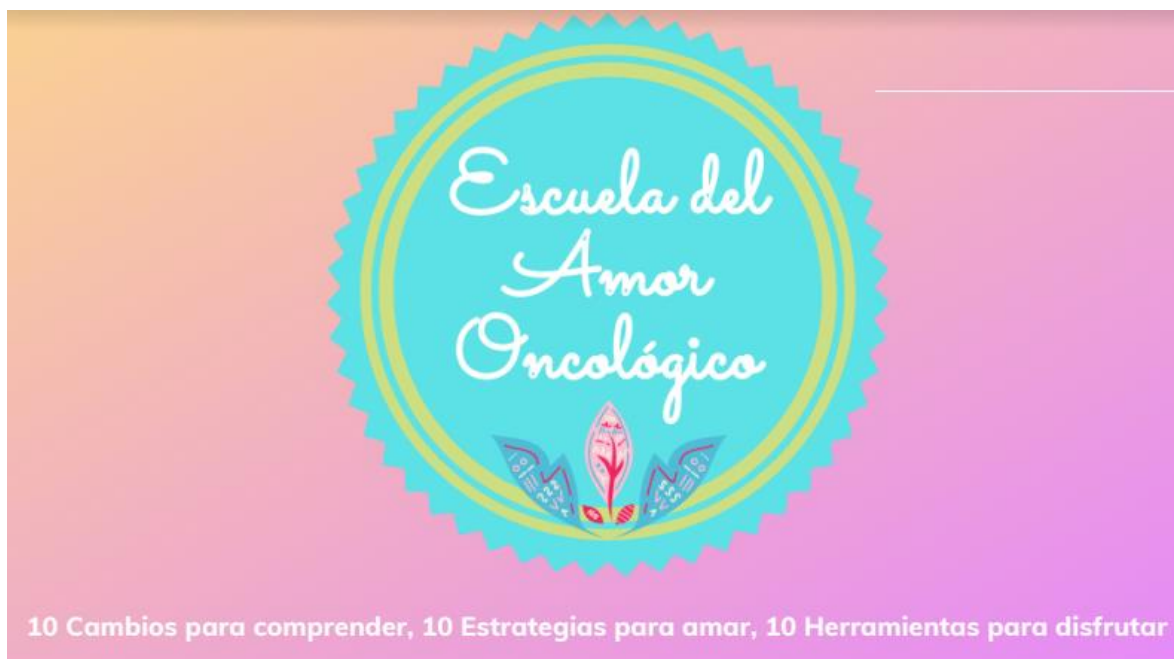 Escuela del
Amor
Oncológico
10 Cambios para comprender, 10 Estrategias para amar, 10 Herramientas para disfrutar